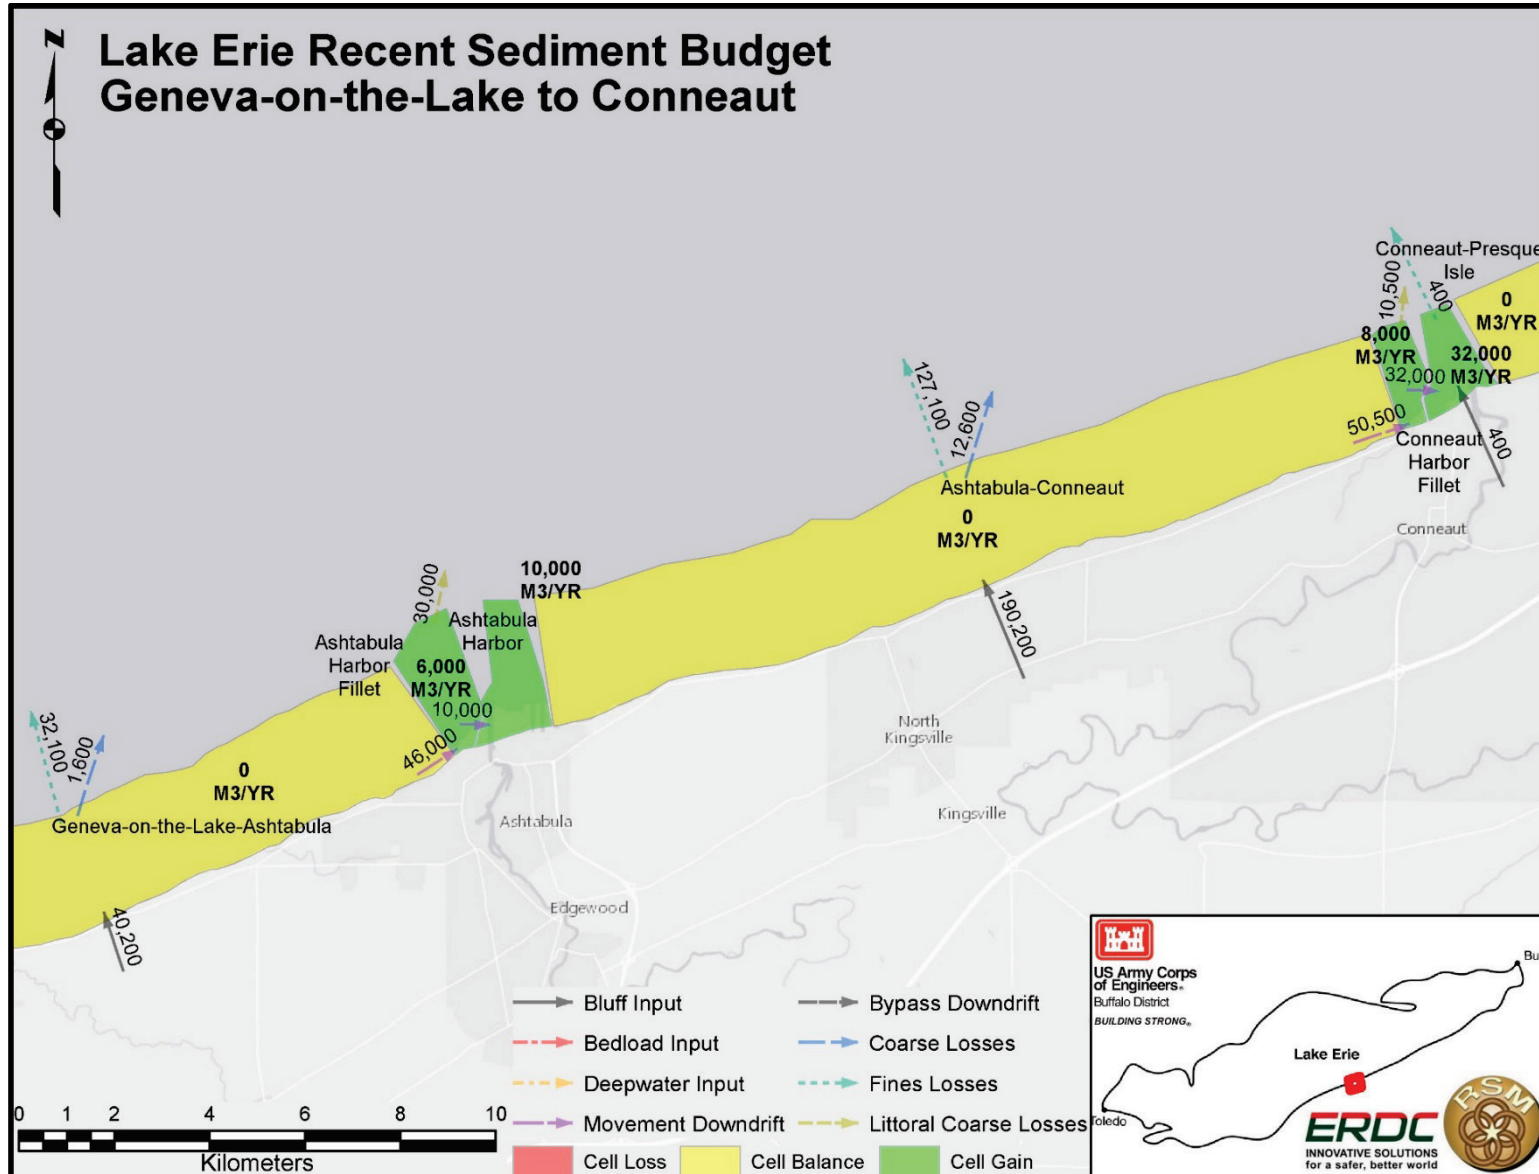 Z
Lake Erie Recent Sediment Budget
Geneva-on-the-Lake to Conneaut
Conneaut-Presque
Isle
0
M3/YR
10,500
400
8,000
M3/YR
32,000
M3/YR
32,000
50,500
Conneaut
Harbor
Fillet
400
Conneaut
127,100
12,600
Ashtabula-Conneaut
0
M3/YR
190,200
10,000
M3/YR
30,000
Ashtabula
Harbor
Ashtabula
Harbor
Fillet
6,000
M3/YR
10,000
46,000
North
Kingsville
Kingsville
32,100
1,600
0
M3/YR
Geneva-on-the-Lake-Ashtabula
Ashtabula
Edgewood
40,200
Bluff Input
Bedload Input
Deepwater Input
Movement Downdrift
Bypass Downdrift
Coarse Losses
Fines Losses
Littoral Coarse Losses
Cell Loss
Cell Balance
Cell Gain
0 1 2 4 6 8 10
Kilometers
US Army Corps
of Engineers®
Buffalo District
BUILDING STRONG®
Bu
Lake Erie
Toledo
ERDC
INNOVATIVE SOLUTIONS
for a safer, better world
RSM